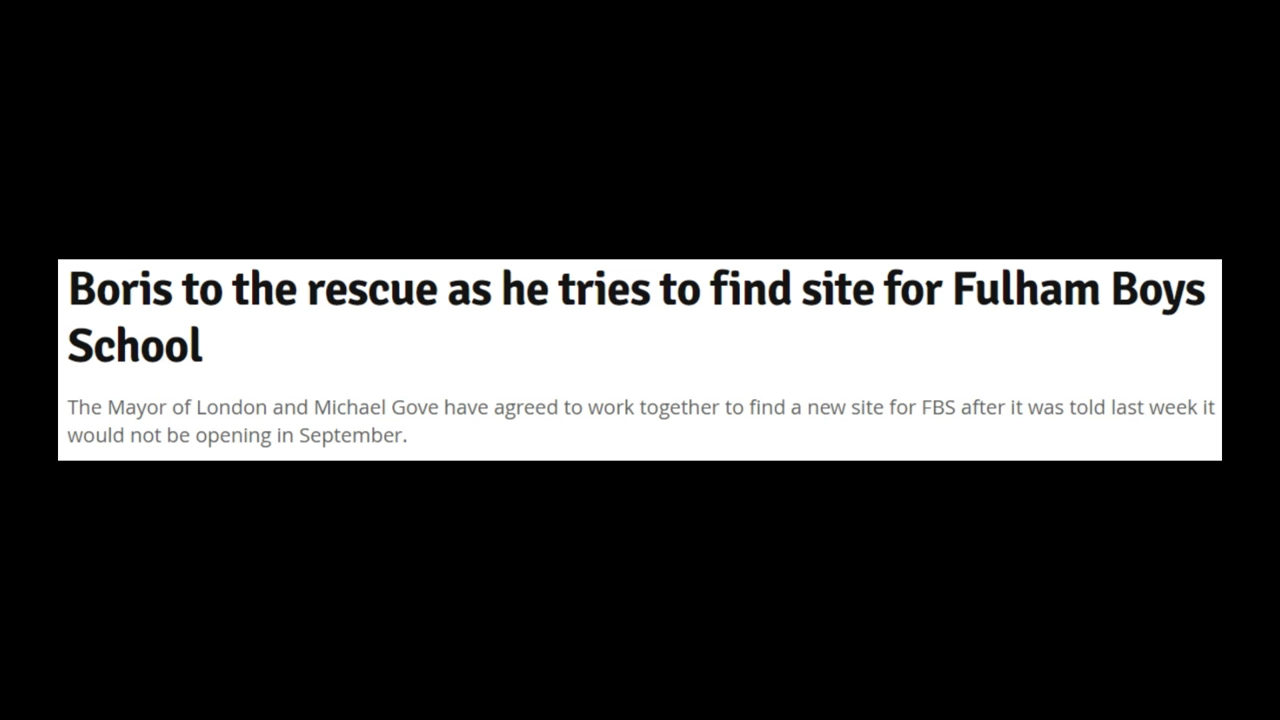 Boris to the rescue as he tries to find site for Fulham Boys
School
The Mayor of London and Michael Gove have agreed to work together to find a new site for FBS after it was told last week it
would not be opening in September.